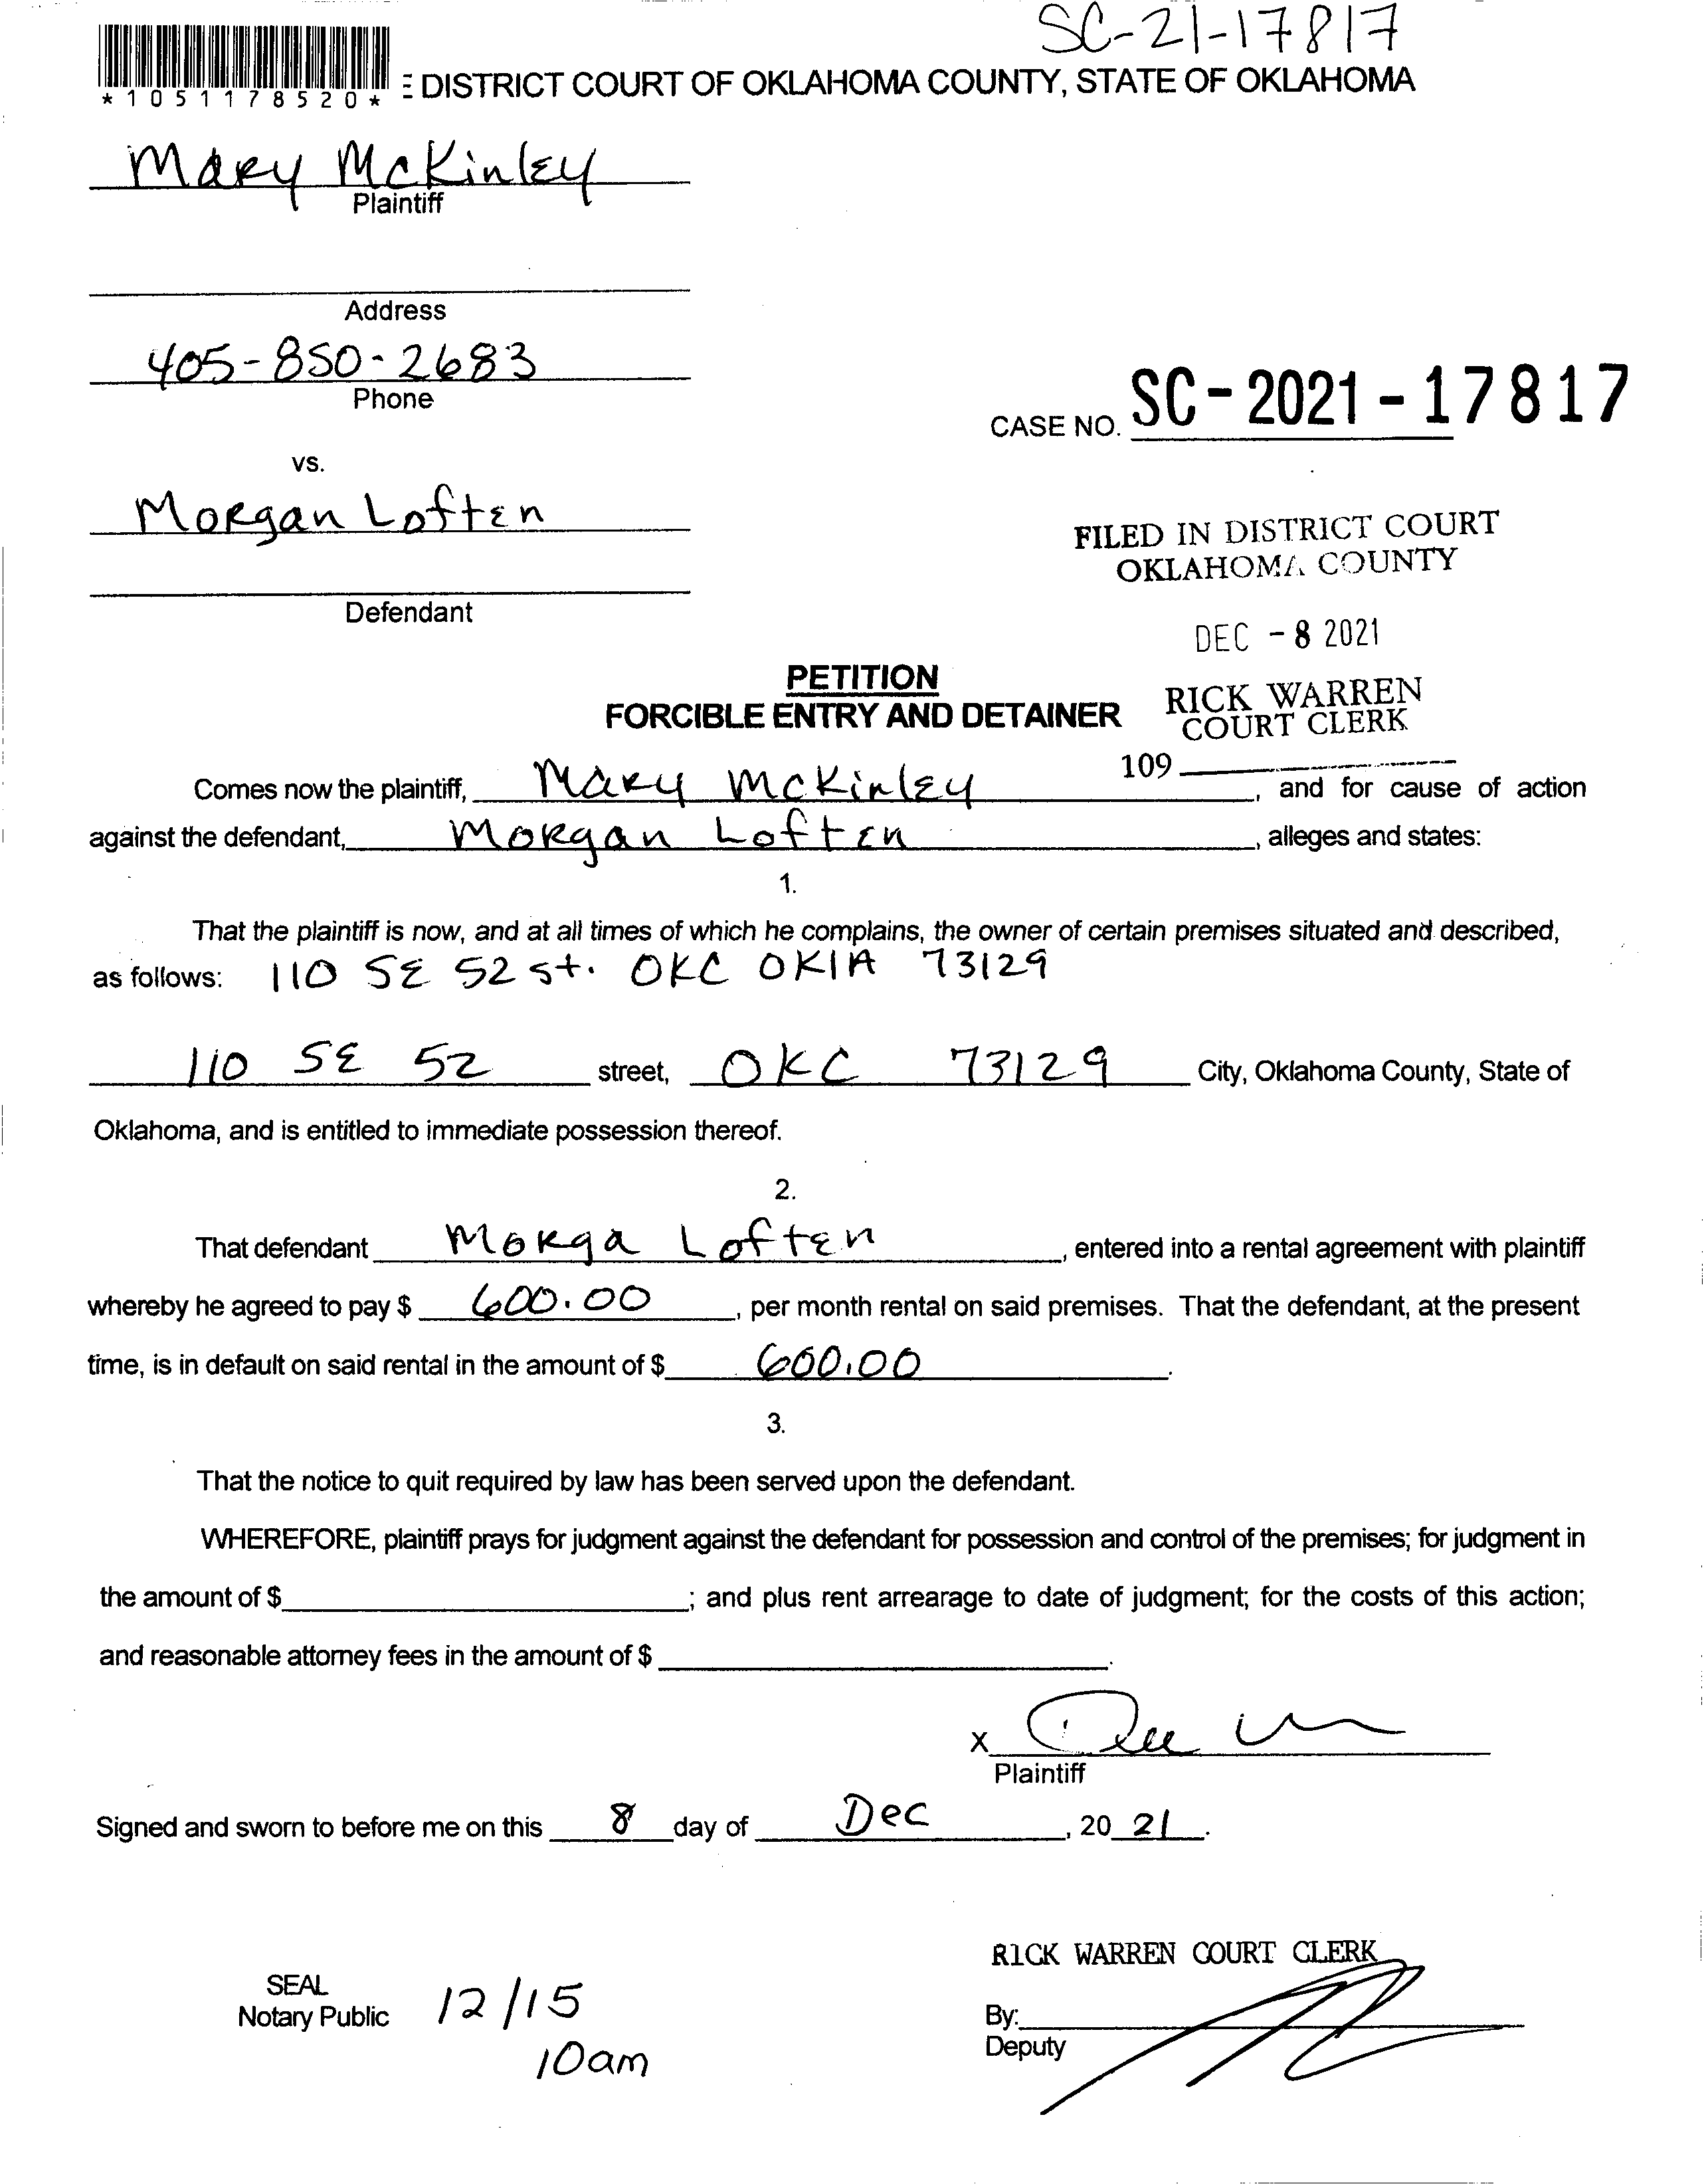 SC-21-17817
*1051178520*
E DISTRICT COURT OF OKLAHOMA COUNTY, STATE OF OKLAHOMA
Mary McKinley
Plaintiff
Address
405-850-2683
Phone
CASE NO. SC-2021-17817
vs.
Morgan Loften
Defendant
FILED IN DISTRICT COURT
OKLAHOMA COUNTY
DEC -8 2021
PETITION
FORCIBLE ENTRY AND DETAINER
RICK WARREN
COURT CLERK
109
Comes now the plaintiff, Mary McKinley, and for cause of action
against the defendant, Morgan Loften, alleges and states:
1.
That the plaintiff is now, and at all times of which he complains, the owner of certain premises situated and described,
as follows: 110 SE 52 st. OKC OKlA 73129
110 SE 52 street, OKC 73129 City, Oklahoma County, State of
Oklahoma, and is entitled to immediate possession thereof.
2.
That defendant Morga Loften, entered into a rental agreement with plaintiff
whereby he agreed to pay $ 600.00, per month rental on said premises. That the defendant, at the present
time, is in default on said rental in the amount of $ 600.00.
3.
That the notice to quit required by law has been served upon the defendant.
WHEREFORE, plaintiff prays for judgment against the defendant for possession and control of the premises; for judgment in
the amount of $ ; and plus rent arrearage to date of judgment; for the costs of this action;
and reasonable attorney fees in the amount of $ .
X
Plaintiff
Signed and sworn to before me on this 8 day of Dec, 20 21.
RICK WARREN COURT CLERK
SEAL
Notary Public
12/15
10am
By:
Deputy